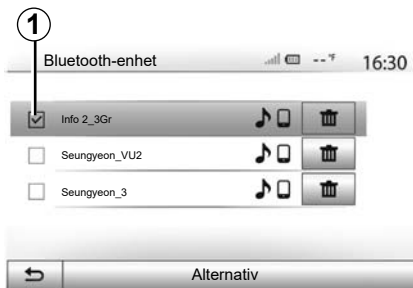 1
Bluetooth-enhet -- °F 16:30
Info 2_3Gr
Seungyeon_VU2
Seungyeon_3
Alternativ